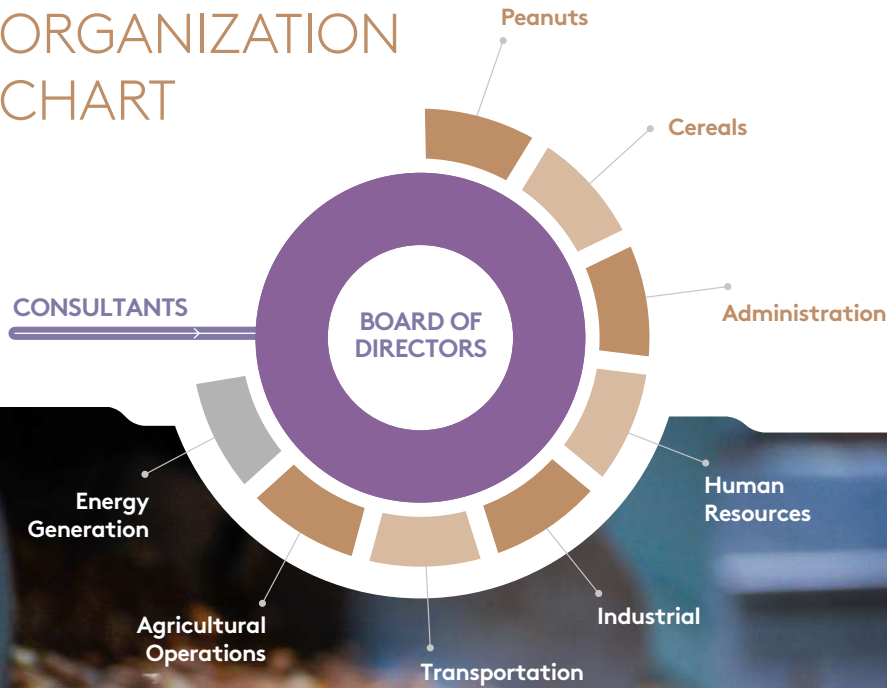 ORGANIZATION
CHART
Peanuts
Cereals
Administration
CONSULTANTS
BOARD OF
DIRECTORS
Human
Resources
Energy
Generation
Industrial
Agricultural
Operations
Transportation